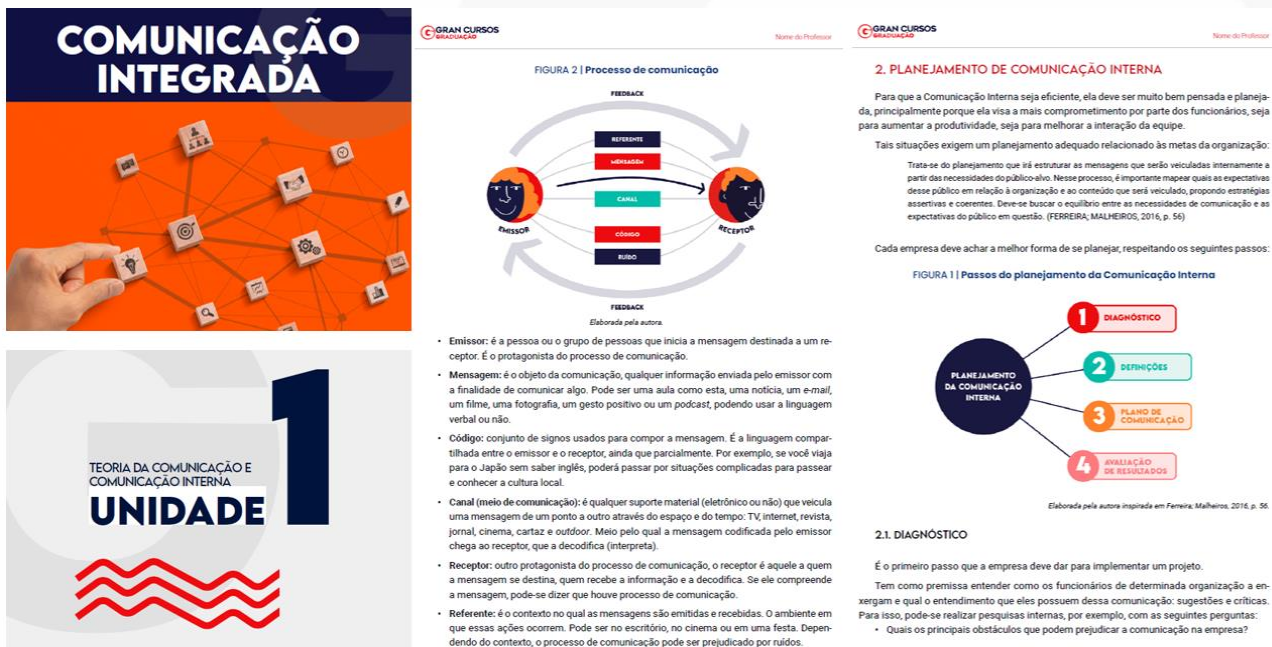 COMUNICAÇÃO
INTEGRADA
TEORIA DA COMUNICAÇÃO E
COMUNICAÇÃO INTERNA
UNIDADE 1
GRAN CURSOS
GRADUAÇÃO
Nome do Professor
FIGURA 2 | Processo de comunicação
FEEDBACK
REFERENTE
MENSAGEM
CANAL
CÓDIGO
RUÍDO
EMISSOR
RECEPTOR
FEEDBACK
Elaborada pela autora.
• Emissor: é a pessoa ou o grupo de pessoas que inicia a mensagem destinada a um re-
ceptor. É o protagonista do processo de comunicação.
• Mensagem: é o objeto da comunicação, qualquer informação enviada pelo emissor com
a finalidade de comunicar algo. Pode ser uma aula como esta, uma notícia, um e-mail,
um filme, uma fotografia, um gesto positivo ou um podcast, podendo usar a linguagem
verbal ou não.
• Código: conjunto de signos usados para compor a mensagem. É a linguagem compar-
tilhada entre o emissor e o receptor, ainda que parcialmente. Por exemplo, se você viaja
para o Japão sem saber inglês, poderá passar por situações complicadas para passear
e conhecer a cultura local.
• Canal (meio de comunicação): é qualquer suporte material (eletrônico ou não) que veicula
uma mensagem de um ponto a outro através do espaço e do tempo: TV, internet, revista,
jornal, cinema, cartaz e outdoor. Meio pelo qual a mensagem codificada pelo emissor
chega ao receptor, que a decodifica (interpreta).
• Receptor: outro protagonista do processo de comunicação, o receptor é aquele a quem
a mensagem se destina, quem recebe a informação e a decodifica. Se ele compreende
a mensagem, pode-se dizer que houve processo de comunicação.
• Referente: é o contexto no qual as mensagens são emitidas e recebidas. O ambiente em
que essas ações ocorrem. Pode ser no escritório, no cinema ou em uma festa. Depen-
dendo do contexto, o processo de comunicação pode ser prejudicado por ruídos.
GRAN CURSOS
GRADUAÇÃO
Nome do Professor
2. PLANEJAMENTO DE COMUNICAÇÃO INTERNA
Para que a Comunicação Interna seja eficiente, ela deve ser muito bem pensada e planeja-
da, principalmente porque ela visa a mais comprometimento por parte dos funcionários, seja
para aumentar a produtividade, seja para melhorar a interação da equipe.
Tais situações exigem um planejamento adequado relacionado às metas da organização:
Trata-se do planejamento que irá estruturar as mensagens que serão veiculadas internamente a
partir das necessidades do público-alvo. Nesse processo, é importante mapear quais as expectativas
desse público em relação à organização e ao conteúdo que será veiculado, propondo estratégias
assertivas e coerentes. Deve-se buscar o equilíbrio entre as necessidades de comunicação e as
expectativas do público em questão. (FERREIRA; MALHEIROS, 2016, p. 56)
Cada empresa deve achar a melhor forma de se planejar, respeitando os seguintes passos:
FIGURA 1 | Passos do planejamento da Comunicação Interna
PLANEJAMENTO
DA COMUNICAÇÃO
INTERNA
1 DIAGNÓSTICO
2 DEFINIÇÕES
3 PLANO DE
COMUNICAÇÃO
4 AVALIAÇÃO
DE RESULTADOS
Elaborada pela autora inspirada em Ferreira; Malheiros, 2016, p. 56.
2.1. DIAGNÓSTICO
É o primeiro passo que a empresa deve dar para implementar um projeto.
Tem como premissa entender como os funcionários de determinada organização a en-
xergam e qual o entendimento que eles possuem dessa comunicação: sugestões e críticas.
Para isso, pode-se realizar pesquisas internas, por exemplo, com as seguintes perguntas:
• Quais os principais obstáculos que podem prejudicar a comunicação na empresa?